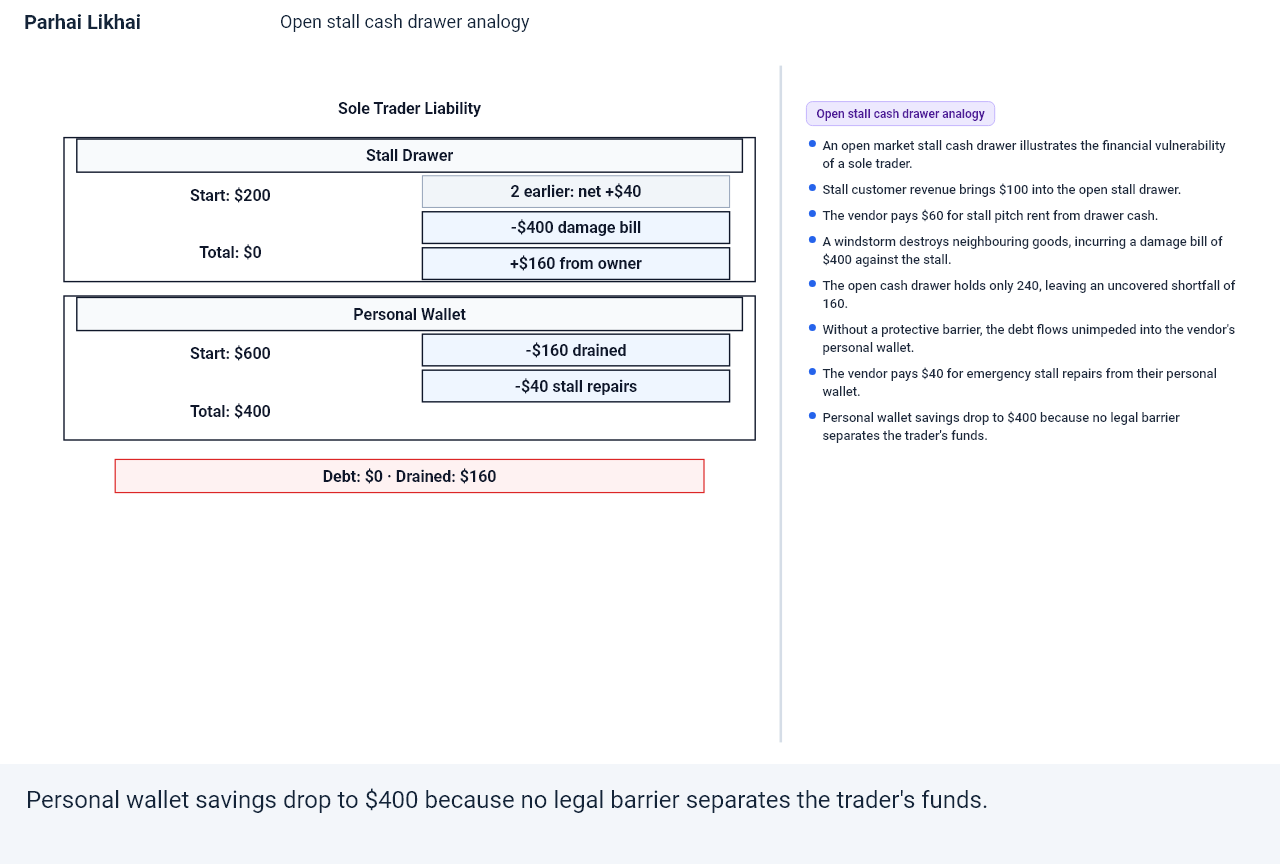 Parhai Likhai
Open stall cash drawer analogy
Sole Trader Liability
Stall Drawer
Start: $200
2 earlier: net +$40
-$400 damage bill
Total: $0
+$160 from owner
Personal Wallet
Start: $600
-$160 drained
-$40 stall repairs
Total: $400
Debt: $0 · Drained: $160
Open stall cash drawer analogy
An open market stall cash drawer illustrates the financial vulnerability
of a sole trader.
Stall customer revenue brings $100 into the open stall drawer.
The vendor pays $60 for stall pitch rent from drawer cash.
A windstorm destroys neighbouring goods, incurring a damage bill of
$400 against the stall.
The open cash drawer holds only 240, leaving an uncovered shortfall of
160.
Without a protective barrier, the debt flows unimpeded into the vendor's
personal wallet.
The vendor pays $40 for emergency stall repairs from their personal
wallet.
Personal wallet savings drop to $400 because no legal barrier
separates the trader's funds.
Personal wallet savings drop to $400 because no legal barrier separates the trader's funds.